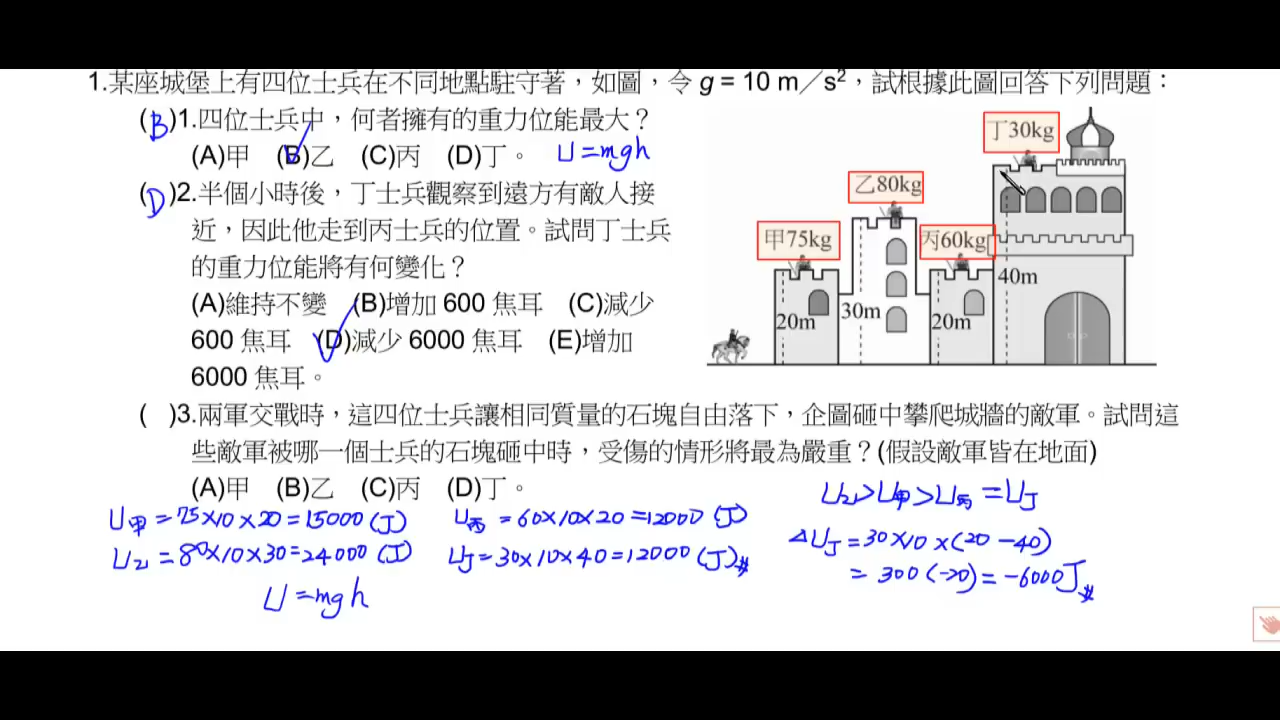 1.某座城堡上有四位士兵在不同地點駐守著，如圖，令 g = 10 m／s²，試根據此圖回答下列問題：
(B)1.四位士兵中，何者擁有的重力位能最大？
(A)甲 (B)乙 (C)丙 (D)丁。 U=mgh
(D)2.半個小時後，丁士兵觀察到遠方有敵人接
近，因此他走到丙士兵的位置。試問丁士兵
的重力位能將有何變化？
(A)維持不變 (B)增加 600 焦耳 (C)減少
600 焦耳 (D)減少 6000 焦耳 (E)增加
6000 焦耳。
丁30kg
乙80kg
甲75kg
丙60kg
40m
30m
20m
20m
( )3.兩軍交戰時，這四位士兵讓相同質量的石塊自由落下，企圖砸中攀爬城牆的敵軍。試問這
些敵軍被哪一個士兵的石塊砸中時，受傷的情形將最為嚴重？(假設敵軍皆在地面)
(A)甲 (B)乙 (C)丙 (D)丁。
U甲=75×10×20=15000(J)
U乙=80×10×30=24000(J)
U=mgh
U丙=60×10×20=12000(J)
U丁=30×10×40=12000(J)#
U乙>U甲>U丙=U丁
ΔU丁=30×10×(20-40)
=300(-20)=-6000J#